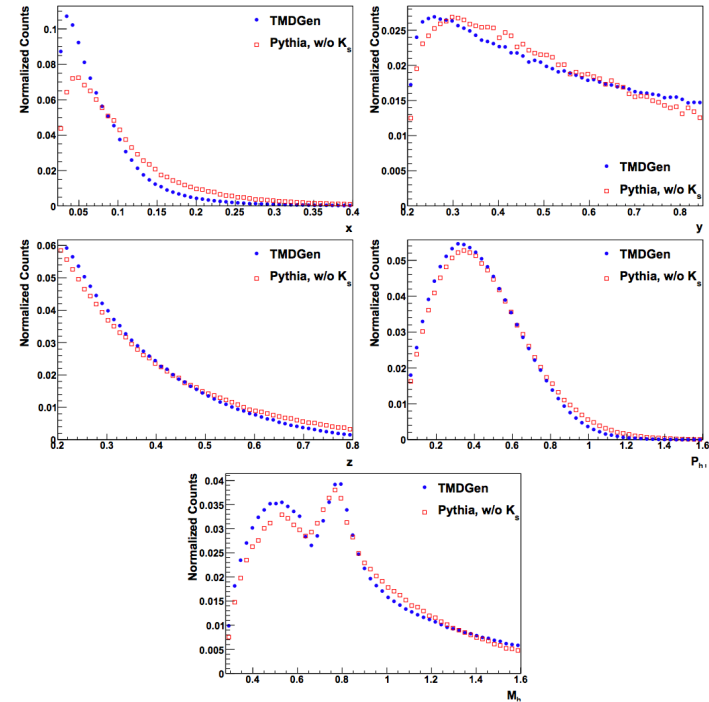 Normalized Counts
0.1
0.08
0.06
0.04
0.02
0
TMDGen
Pythia, w/o Ks
0.05 0.1 0.15 0.2 0.25 0.3 0.35 0.4
x
Normalized Counts
0.025
0.02
0.015
0.01
0.005
0
TMDGen
Pythia, w/o Ks
0.2 0.3 0.4 0.5 0.6 0.7 0.8
y
Normalized Counts
0.06
0.05
0.04
0.03
0.02
0.01
0
TMDGen
Pythia, w/o Ks
0.2 0.3 0.4 0.5 0.6 0.7 0.8
z
Normalized Counts
0.05
0.04
0.03
0.02
0.01
0
TMDGen
Pythia, w/o Ks
0.2 0.4 0.6 0.8 1 1.2 1.4 1.6
Ph
Normalized Counts
0.04
0.035
0.03
0.025
0.02
0.015
0.01
0.005
0
TMDGen
Pythia, w/o Ks
0.4 0.6 0.8 1 1.2 1.4 1.6
Mh